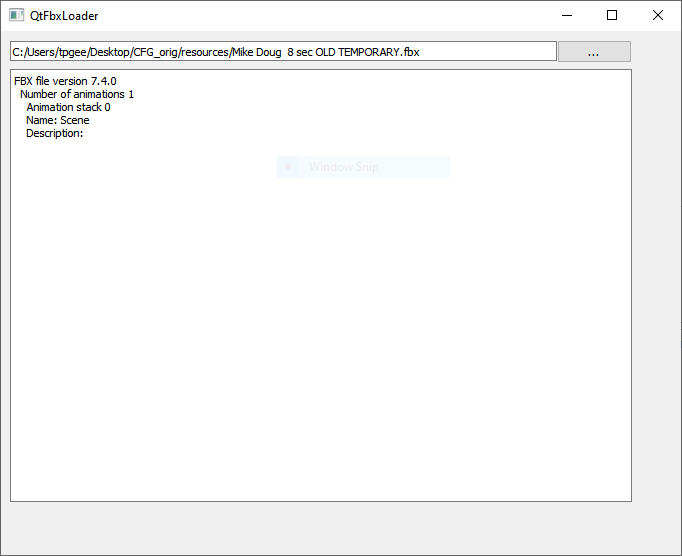 QtFbxLoader
C:/Users/tpgee/Desktop/CFG_orig/resources/Mike Doug  8 sec OLD TEMPORARY.fbx
...
FBX file version 7.4.0
Number of animations 1
Animation stack 0
Name: Scene
Description:
Window Snip